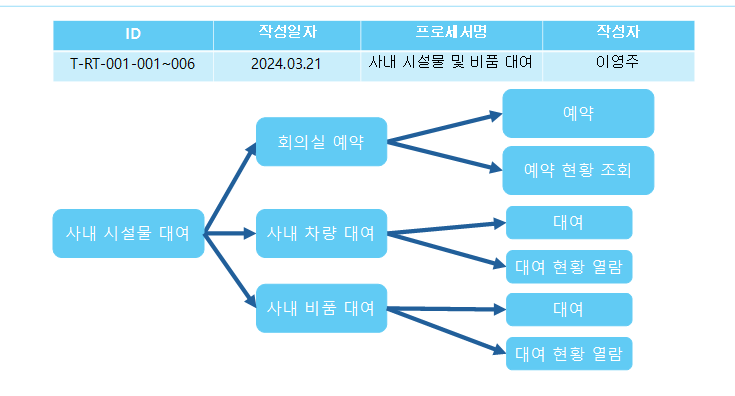 ID 작성일자 프로세서명 작성자
T-RT-001-001~006 2024.03.21 사내 시설물 및 비품 대여 이영주
예약
회의실 예약
예약 현황 조회
사내 시설물 대여
사내 차량 대여
대여
대여 현황 열람
사내 비품 대여
대여
대여 현황 열람